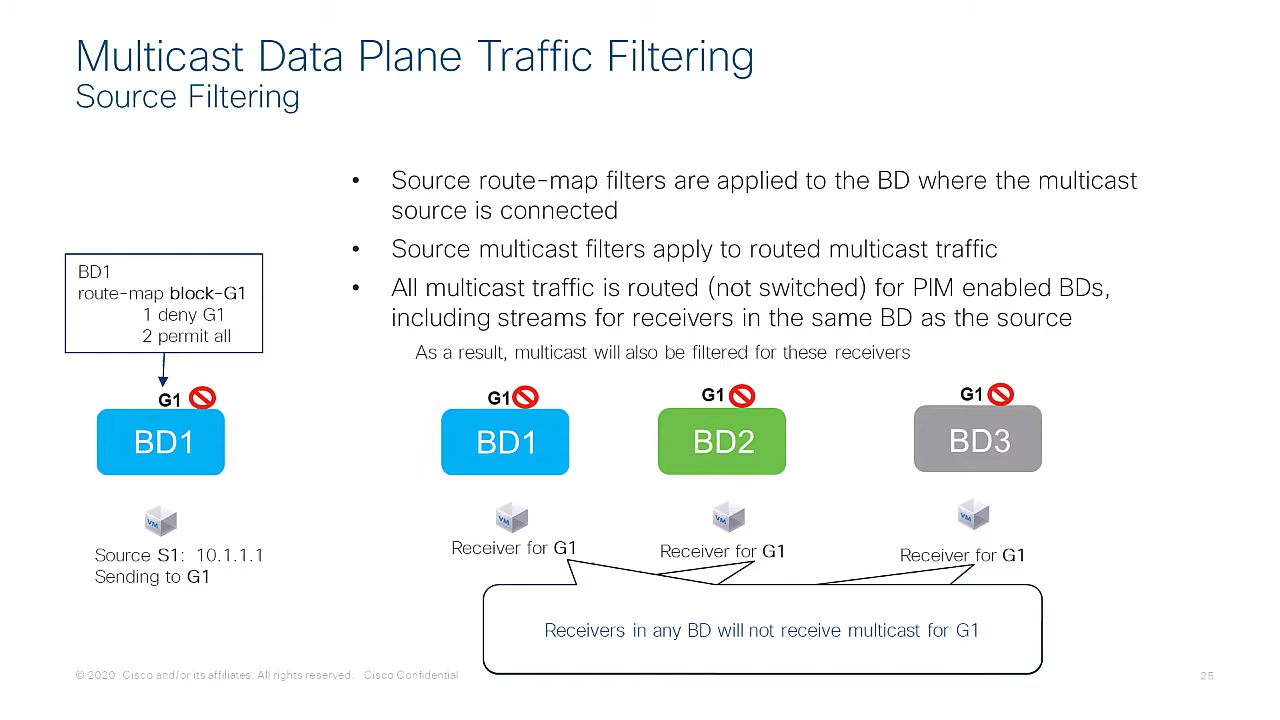 Multicast Data Plane Traffic Filtering
Source Filtering
• Source route-map filters are applied to the BD where the multicast
source is connected
• Source multicast filters apply to routed multicast traffic
• All multicast traffic is routed (not switched) for PIM enabled BDs,
including streams for receivers in the same BD as the source
As a result, multicast will also be filtered for these receivers
BD1
route-map block-G1
1 deny G1
2 permit all
G1
BD1
VM
Source S1: 10.1.1.1
Sending to G1
G1
BD1
VM
Receiver for G1
G1
BD2
VM
Receiver for G1
G1
BD3
VM
Receiver for G1
Receivers in any BD will not receive multicast for G1
© 2020 Cisco and/or its affiliates. All rights reserved. Cisco Confidential
25